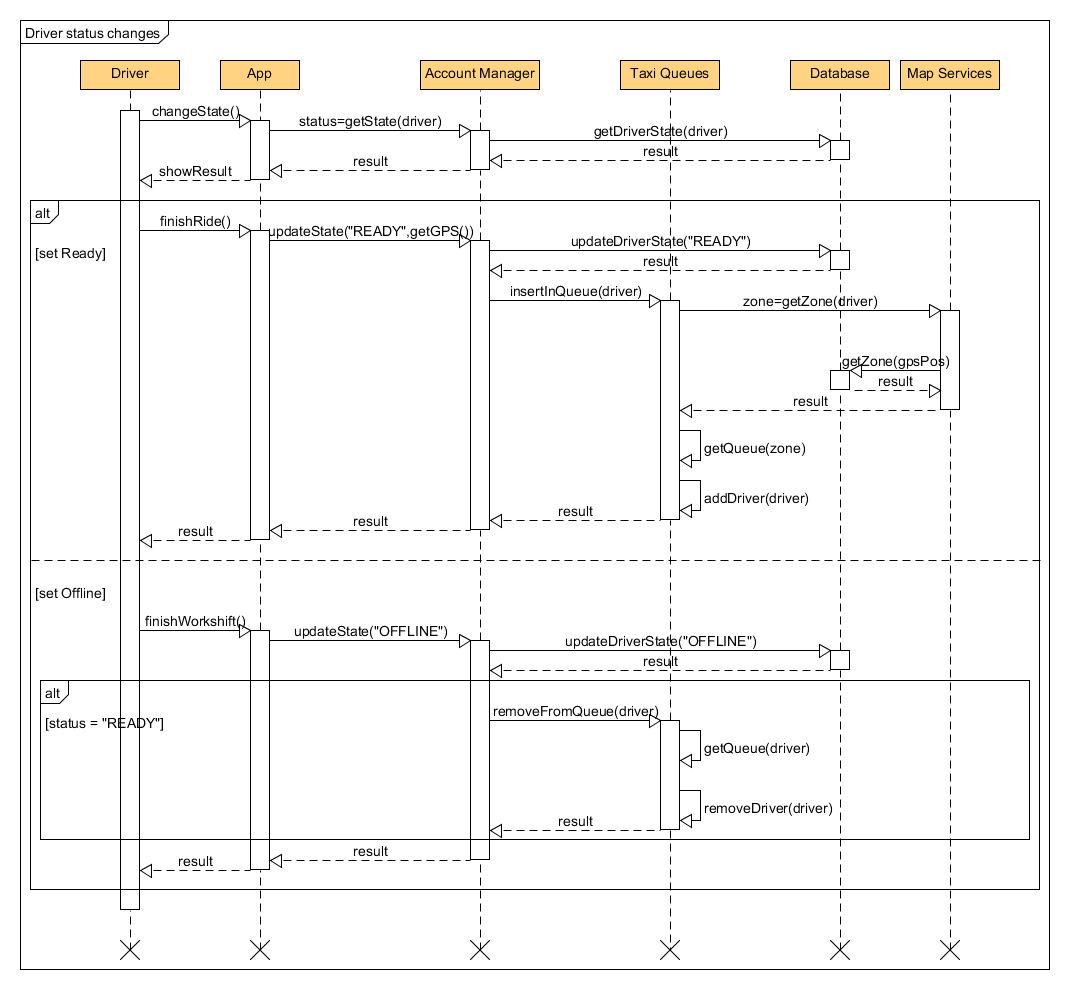 Driver status changes
Driver
App
Account Manager
Taxi Queues
Database
Map Services
changeState()
status=getState(driver)
getDriverState(driver)
result
result
showResult
alt
[set Ready]
finishRide()
updateState("READY",getGPS())
updateDriverState("READY")
result
insertInQueue(driver)
zone=getZone(driver)
getZone(gpsPos)
result
result
getQueue(zone)
addDriver(driver)
result
result
result
[set Offline]
finishWorkshift()
updateState("OFFLINE")
updateDriverState("OFFLINE")
result
alt
[status = "READY"]
removeFromQueue(driver)
getQueue(driver)
removeDriver(driver)
result
result
result